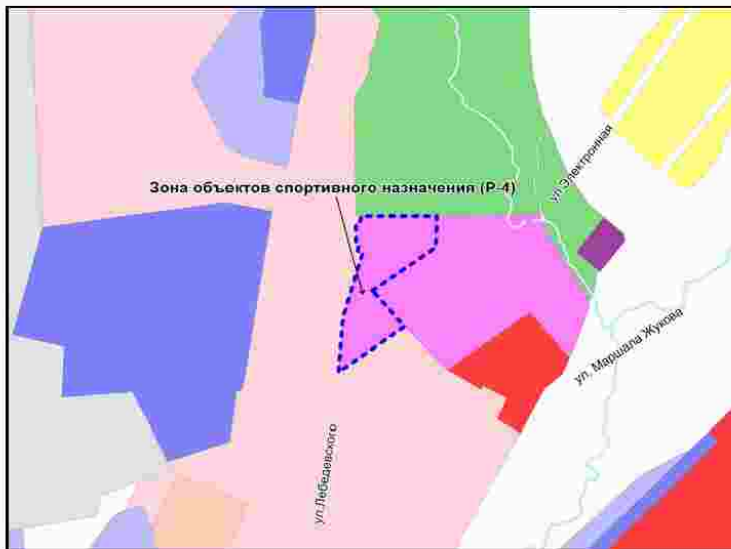 ул.Электронная
Зона объектов спортивного назначения (Р-4)
ул. Маршала Жукова
ул.Лебедевского